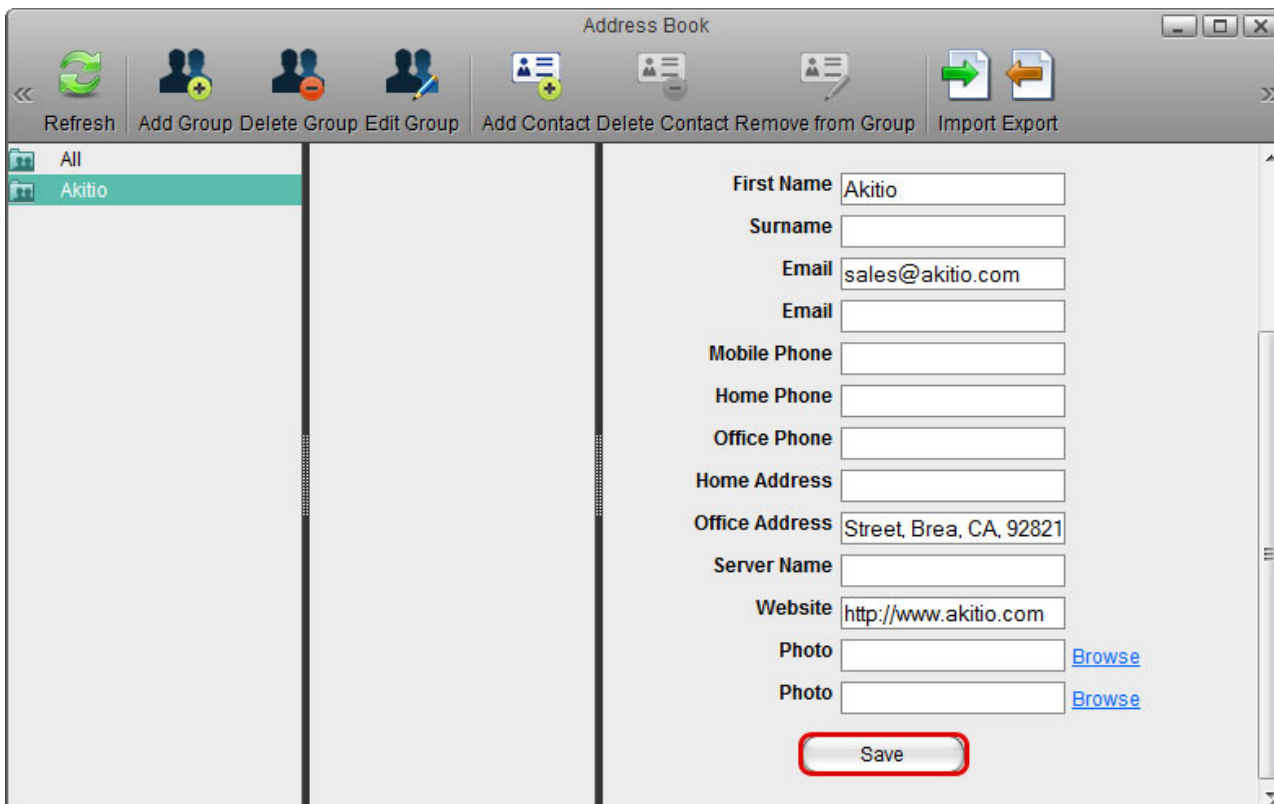 Address Book
Refresh Add Group Delete Group Edit Group Add Contact Delete Contact Remove from Group Import Export
All
Akitio
First Name Akitio
Surname
Email sales@akitio.com
Email
Mobile Phone
Home Phone
Office Phone
Home Address
Office Address Street, Brea, CA, 92821
Server Name
Website http://www.akitio.com
Photo Browse
Photo Browse
Save